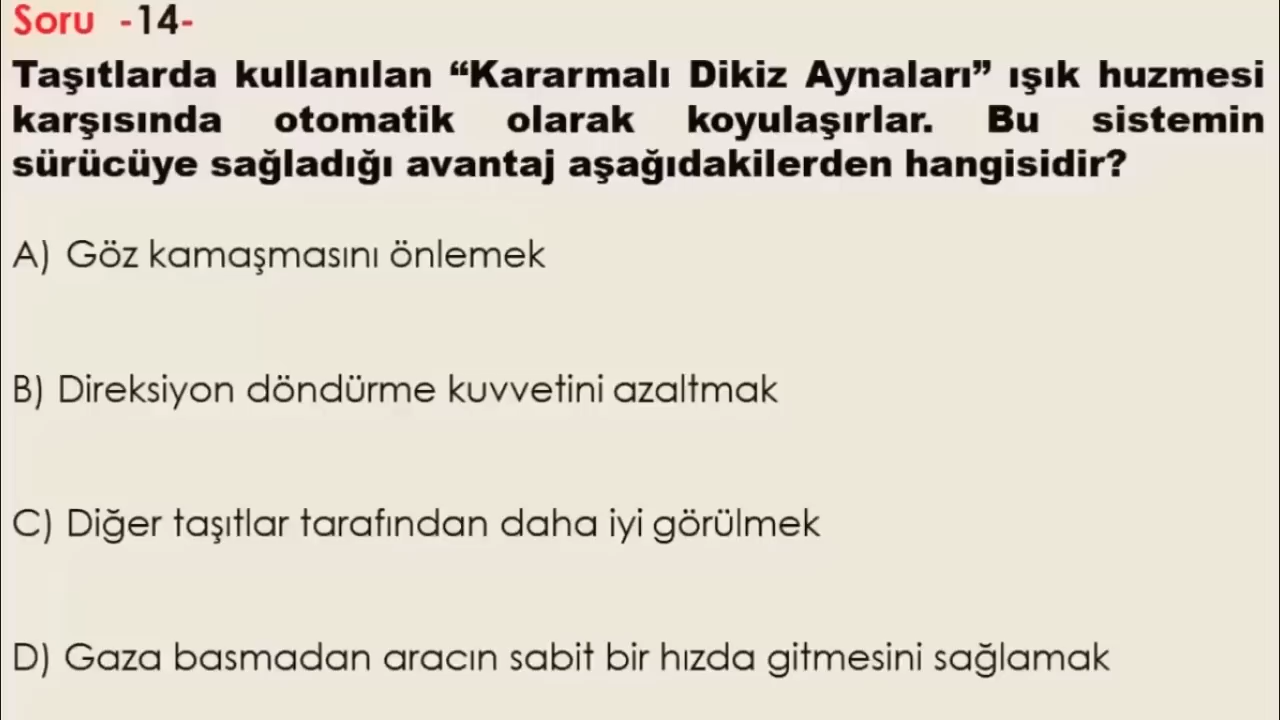 Soru -14-
Taşıtlarda kullanılan “Kararmalı Dikiz Aynaları” ışık huzmesi
karşısında otomatik olarak koyulaşırlar. Bu sistemin
sürücüye sağladığı avantaj aşağıdakilerden hangisidir?
A) Göz kamaşmasını önlemek
B) Direksiyon döndürme kuvvetini azaltmak
C) Diğer taşıtlar tarafından daha iyi görülmek
D) Gaza basmadan aracın sabit bir hızda gitmesini sağlamak